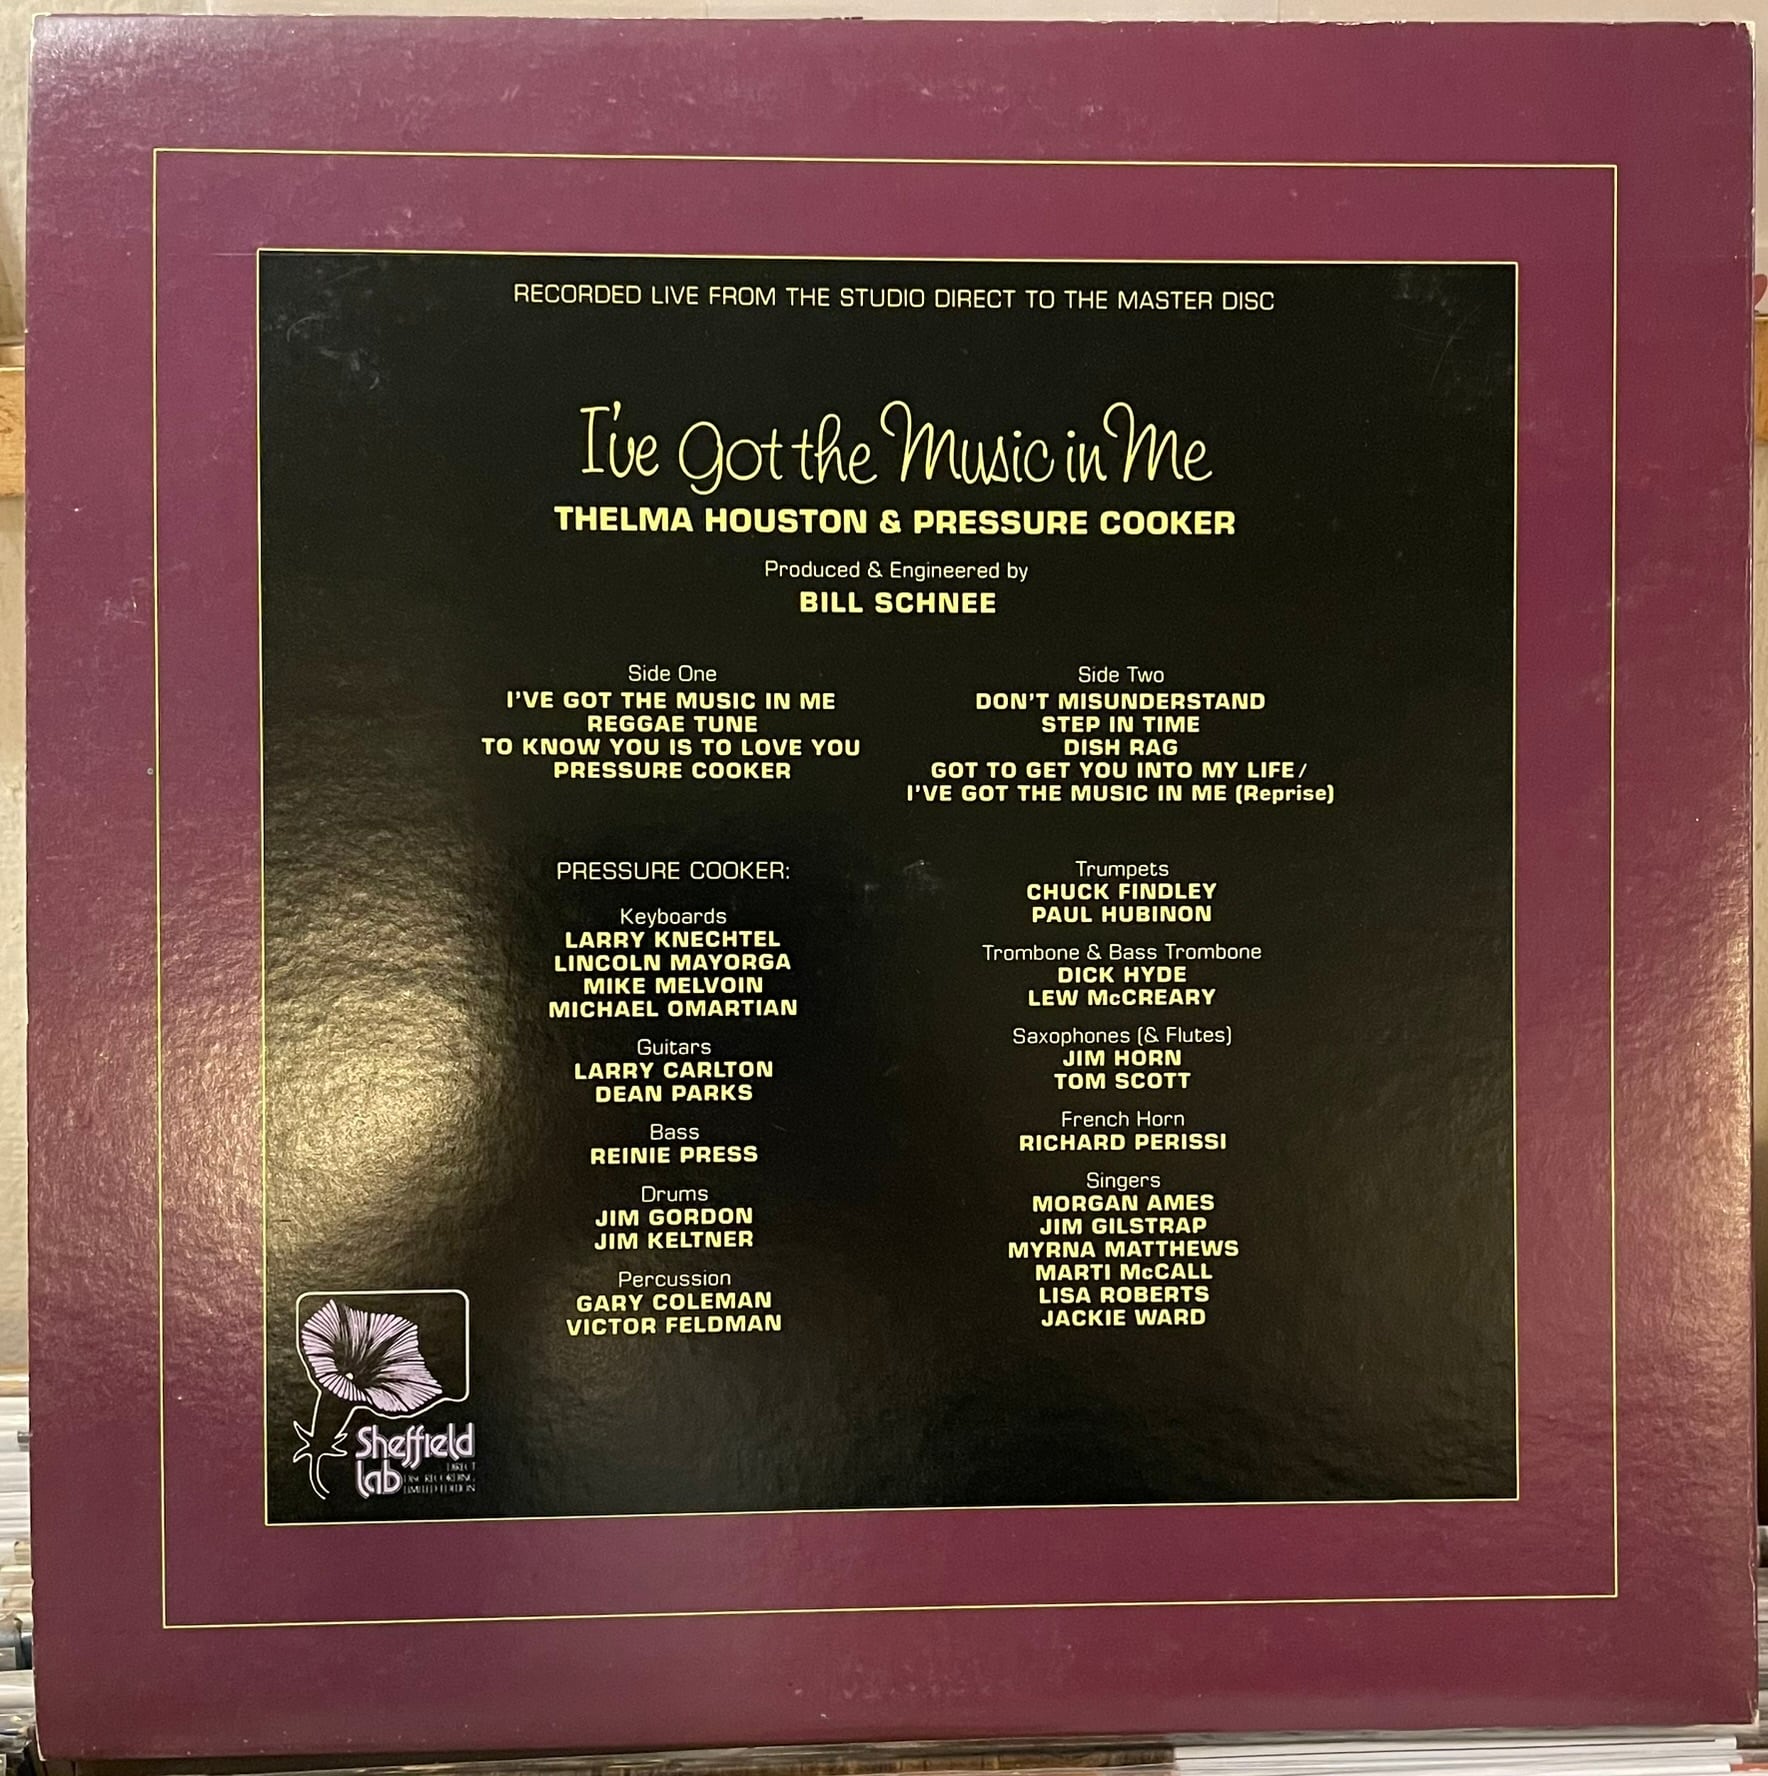 RECORDED LIVE FROM THE STUDIO DIRECT TO THE MASTER DISC
I've Got the Music in Me
THELMA HOUSTON & PRESSURE COOKER
Produced & Engineered by
BILL SCHNEE
Side One
I'VE GOT THE MUSIC IN ME
REGGAE TUNE
TO KNOW YOU IS TO LOVE YOU
PRESSURE COOKER
Side Two
DON'T MISUNDERSTAND
STEP IN TIME
DISH RAG
GOT TO GET YOU INTO MY LIFE/
I'VE GOT THE MUSIC IN ME (Reprise)
PRESSURE COOKER:
Keyboards
LARRY KNECHTEL
LINCOLN MAYORGA
MIKE MELVOIN
MICHAEL OMARTIAN
Guitars
LARRY CARLTON
DEAN PARKS
Bass
REINIE PRESS
Drums
JIM GORDON
JIM KELTNER
Percussion
GARY COLEMAN
VICTOR FELDMAN
Trumpets
CHUCK FINDLEY
PAUL HUBINON
Trombone & Bass Trombone
DICK HYDE
LEW McCREARY
Saxophones (& Flutes)
JIM HORN
TOM SCOTT
French Horn
RICHARD PERISSI
Singers
MORGAN AMES
JIM GILSTRAP
MYRNA MATTHEWS
MARTI McCALL
LISA ROBERTS
JACKIE WARD
Sheffield
lab
DIRECT
DISC RECORDING
LIMITED EDITION